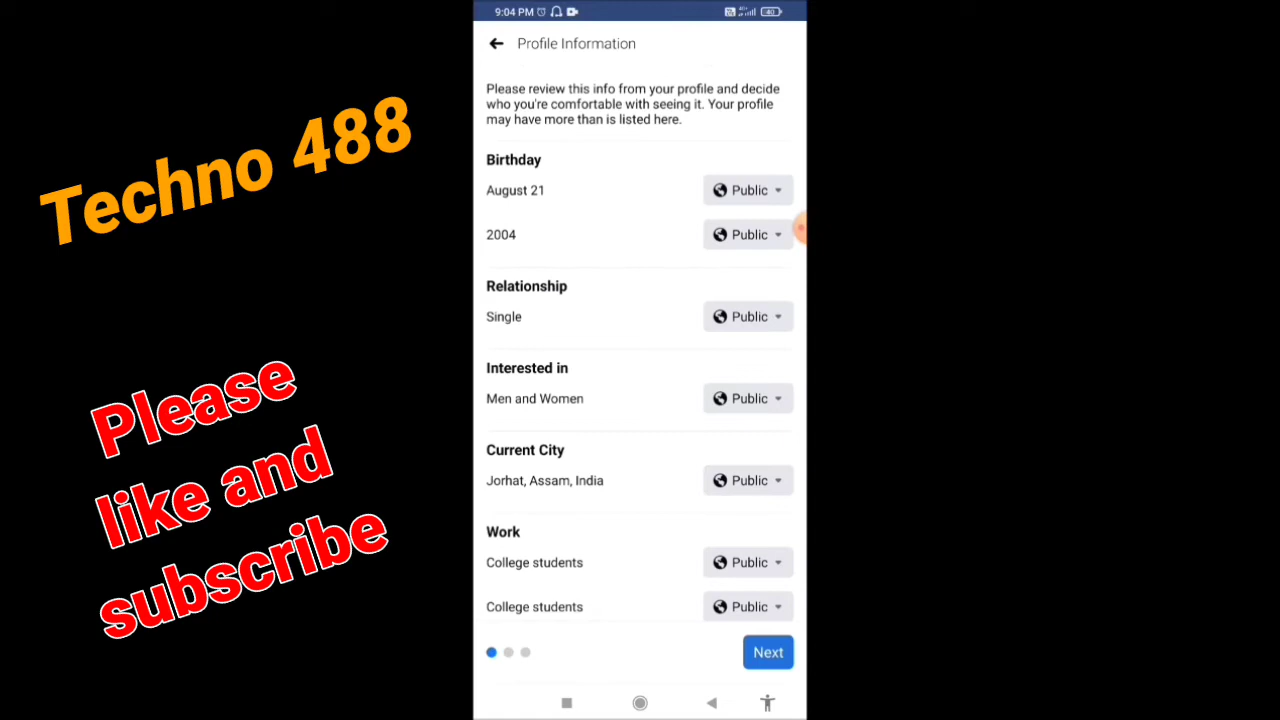 Techno 488
Please
like and
subscribe
9:04 PM
Profile Information
Please review this info from your profile and decide
who you're comfortable with seeing it. Your profile
may have more than is listed here.
Birthday
August 21 Public
2004 Public
Relationship
Single Public
Interested in
Men and Women Public
Current City
Jorhat, Assam, India Public
Work
College students Public
College students Public
Next